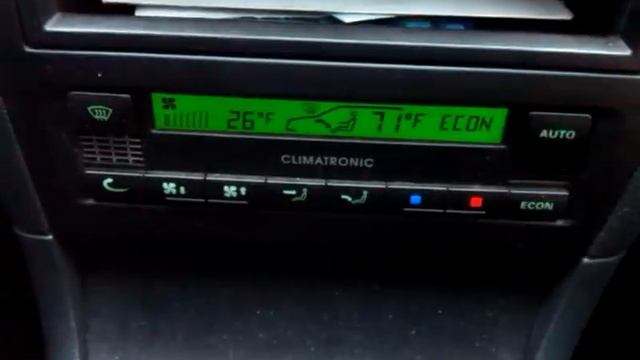 26°F 71°F ECON
AUTO
CLIMATRONIC
ECON